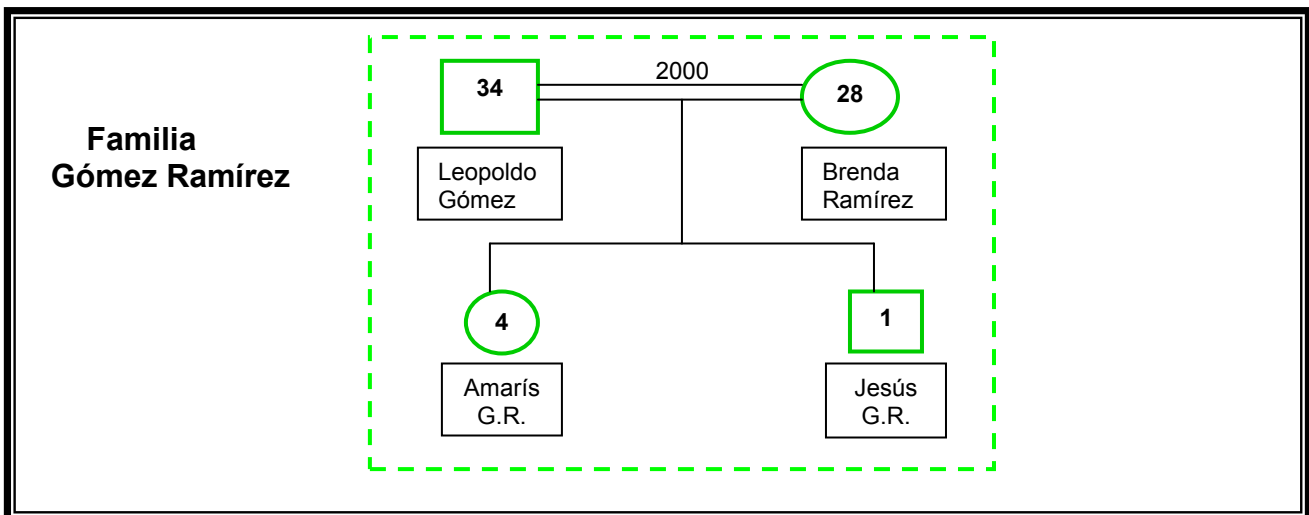 Familia
Gómez Ramírez
34
2000
28
Leopoldo
Gómez
Brenda
Ramírez
4
1
Amarís
G.R.
Jesús
G.R.